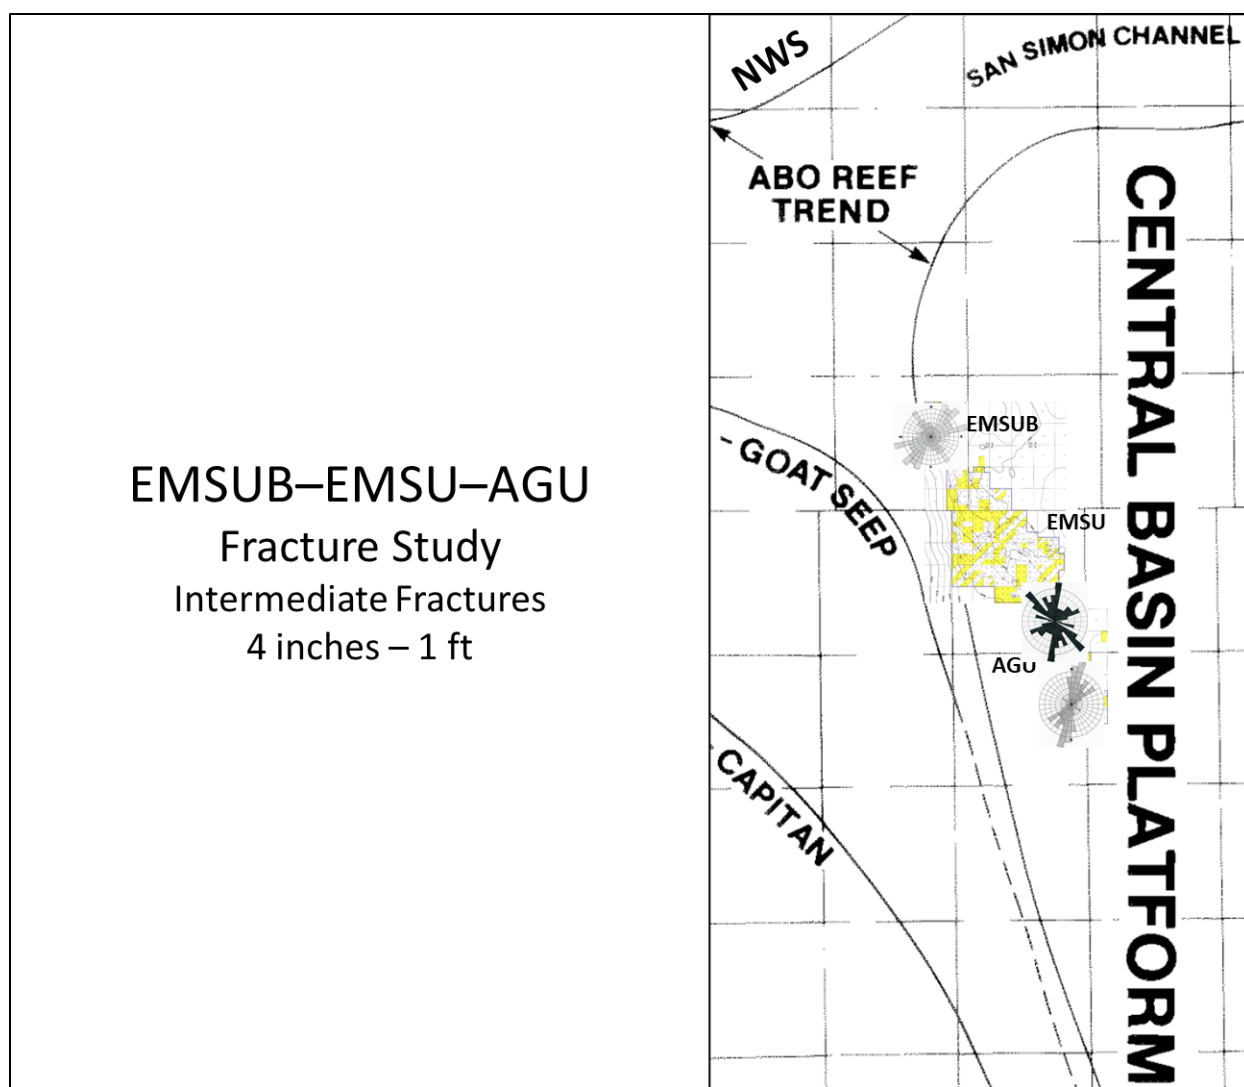 EMSUB–EMSU–AGU
Fracture Study
Intermediate Fractures
4 inches – 1 ft
NWS
SAN SIMON CHANNEL
ABO REEF
TREND
CENTRAL BASIN PLATFORM
EMSUB
GOAT SEEP
EMSU
AGU
CAPITAN